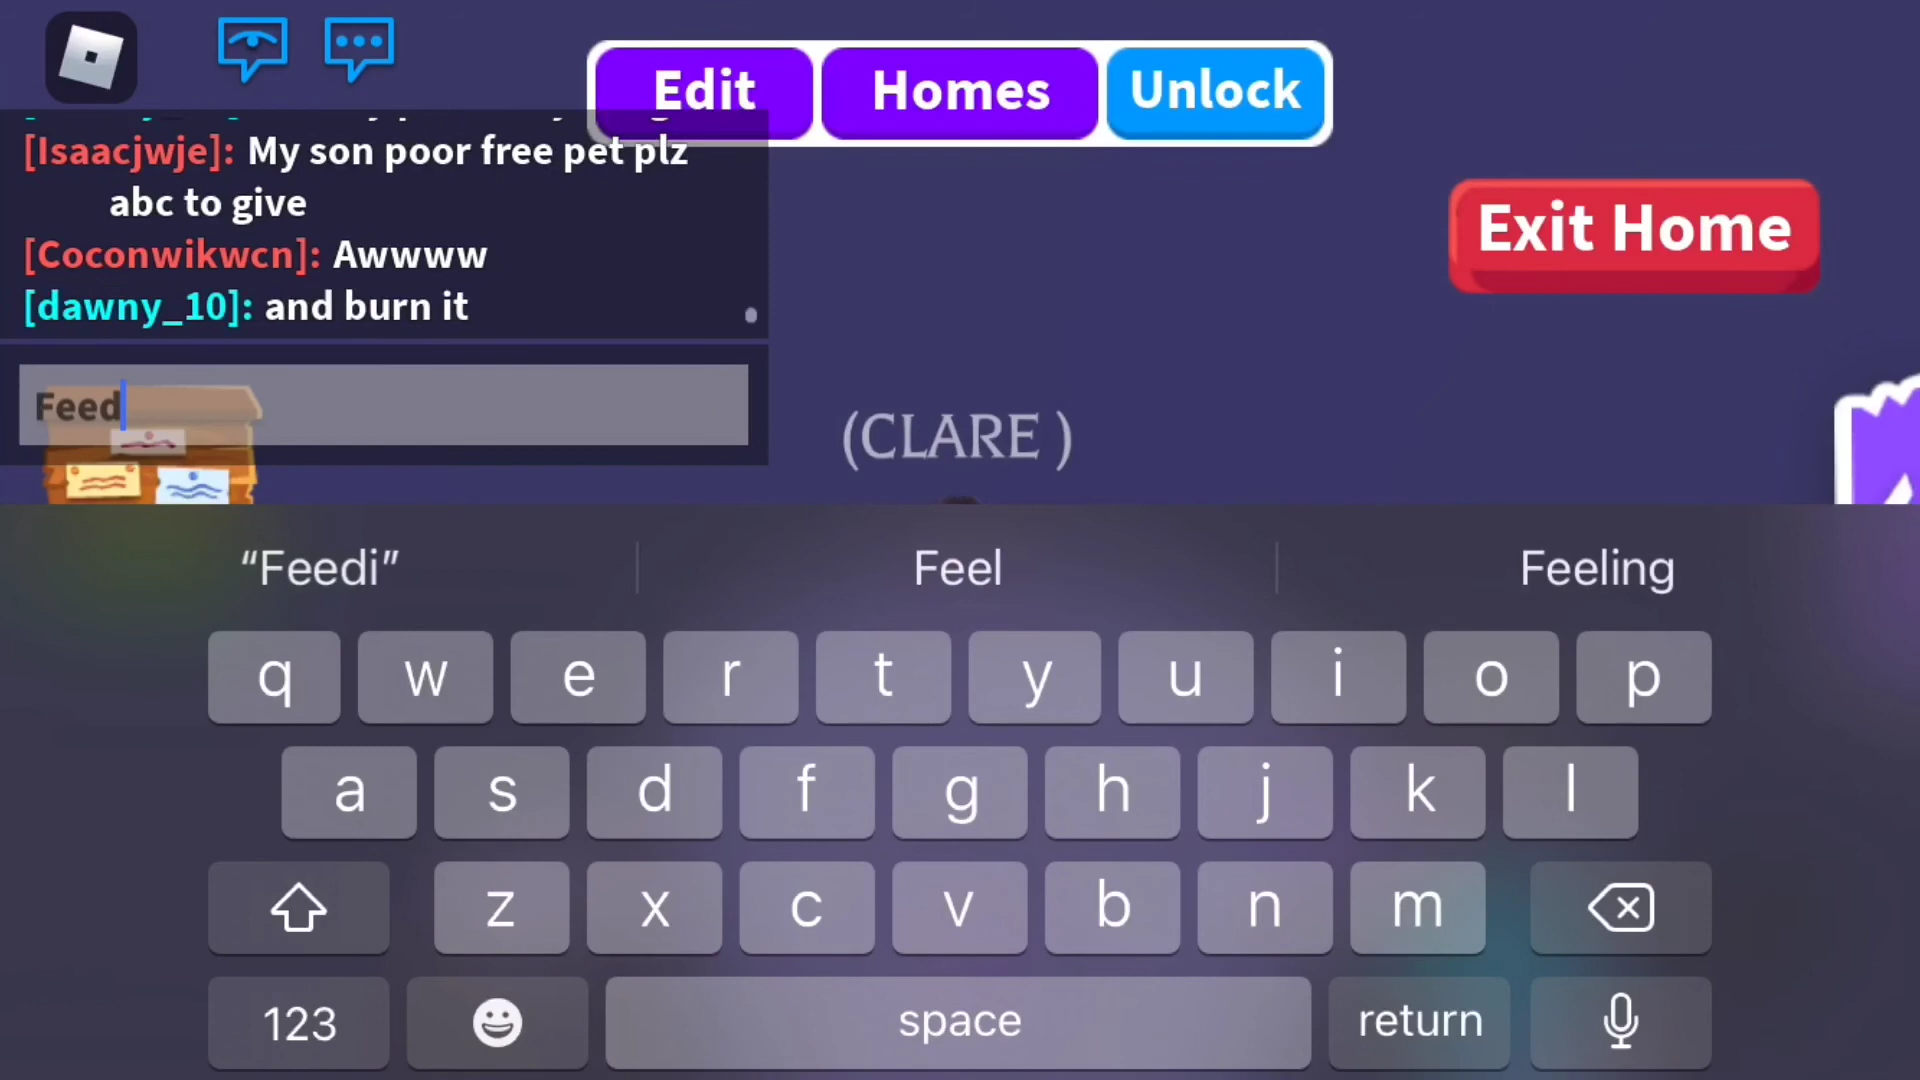 Edit Homes Unlock
[Isaacjwje]: My son poor free pet plz
abc to give
[Coconwikwcn]: Awwww
[dawny_10]: and burn it
Exit Home
Feed
(CLARE )
“Feedi” Feel Feeling
q w e r t y u i o p
a s d f g h j k l
z x c v b n m
123 space return